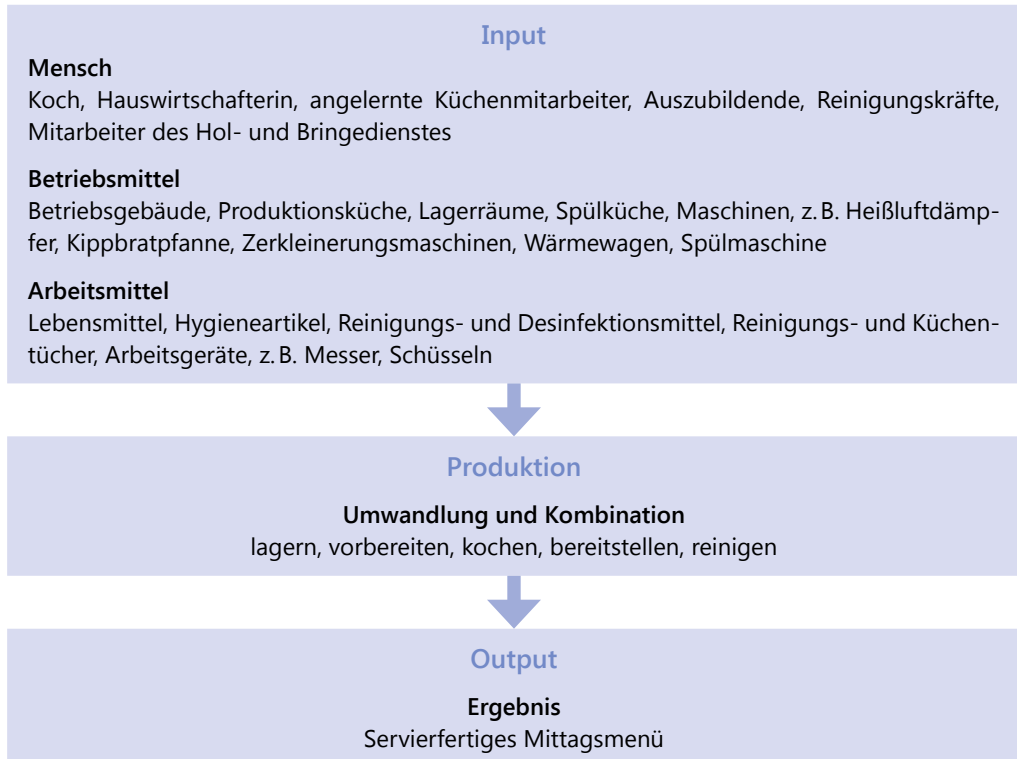 Input
Mensch
Koch, Hauswirtschafterin, angelernte Küchenmitarbeiter, Auszubildende, Reinigungskräfte,
Mitarbeiter des Hol- und Bringedienstes
Betriebsmittel
Betriebsgebäude, Produktionsküche, Lagerräume, Spülküche, Maschinen, z. B. Heißluftdämp-
fer, Kippbratpfanne, Zerkleinerungsmaschinen, Wärmewagen, Spülmaschine
Arbeitsmittel
Lebensmittel, Hygieneartikel, Reinigungs- und Desinfektionsmittel, Reinigungs- und Küchen-
tücher, Arbeitsgeräte, z. B. Messer, Schüsseln
Produktion
Umwandlung und Kombination
lagern, vorbereiten, kochen, bereitstellen, reinigen
Output
Ergebnis
Servierfertiges Mittagsmenü